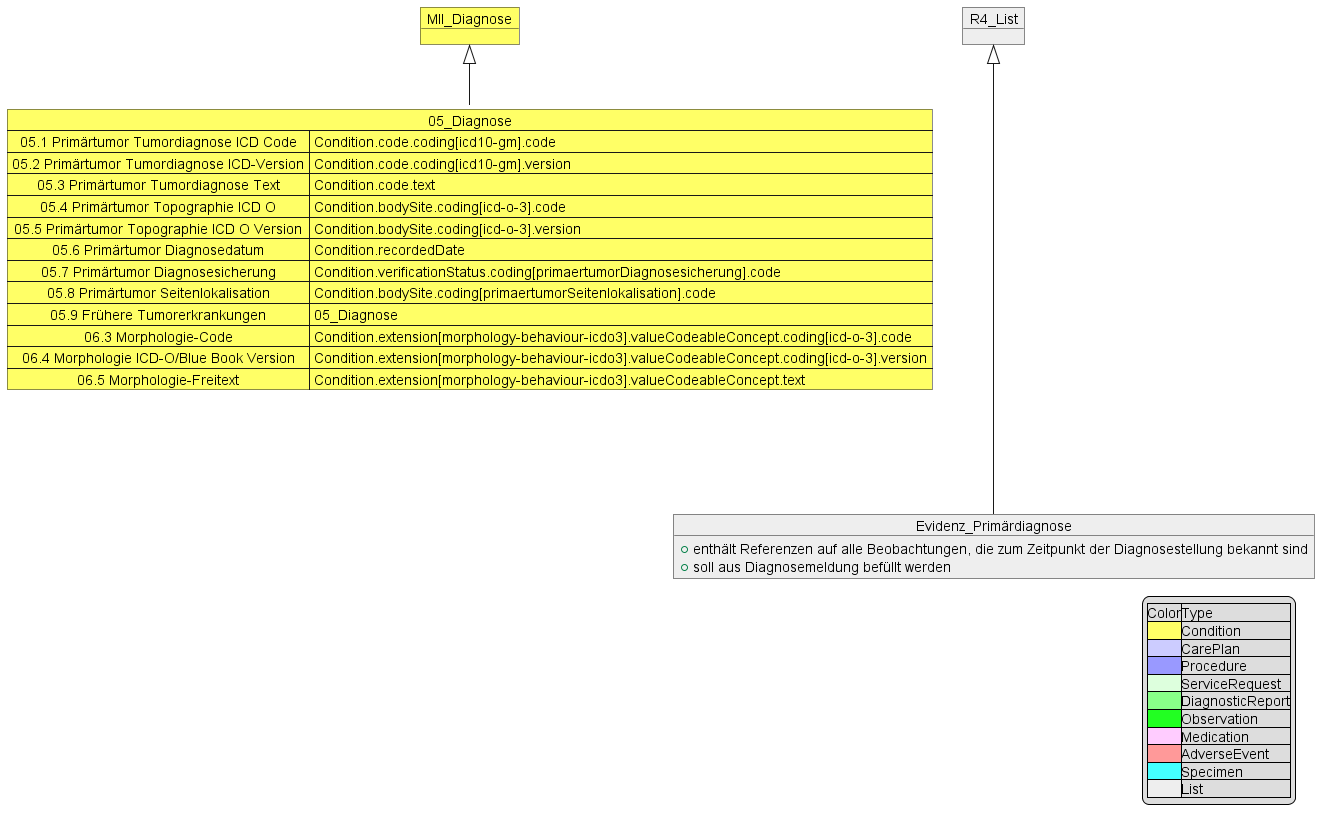 MII_Diagnose
R4_List
05_Diagnose
05.1 Primärtumor Tumordiagnose ICD Code Condition.code.coding[icd10-gm].code
05.2 Primärtumor Tumordiagnose ICD-Version Condition.code.coding[icd10-gm].version
05.3 Primärtumor Tumordiagnose Text Condition.code.text
05.4 Primärtumor Topographie ICD O Condition.bodySite.coding[icd-o-3].code
05.5 Primärtumor Topographie ICD O Version Condition.bodySite.coding[icd-o-3].version
05.6 Primärtumor Diagnosedatum Condition.recordedDate
05.7 Primärtumor Diagnosesicherung Condition.verificationStatus.coding[primaertumorDiagnosesicherung].code
05.8 Primärtumor Seitenlokalisation Condition.bodySite.coding[primaertumorSeitenlokalisation].code
05.9 Frühere Tumorerkrankungen 05_Diagnose
06.3 Morphologie-Code Condition.extension[morphology-behaviour-icdo3].valueCodeableConcept.coding[icd-o-3].code
06.4 Morphologie ICD-O/Blue Book Version Condition.extension[morphology-behaviour-icdo3].valueCodeableConcept.coding[icd-o-3].version
06.5 Morphologie-Freitext Condition.extension[morphology-behaviour-icdo3].valueCodeableConcept.text
Evidenz_Primärdiagnose
enthält Referenzen auf alle Beobachtungen, die zum Zeitpunkt der Diagnosestellung bekannt sind
soll aus Diagnosemeldung befüllt werden
Color Type
Condition
CarePlan
Procedure
ServiceRequest
DiagnosticReport
Observation
Medication
AdverseEvent
Specimen
List